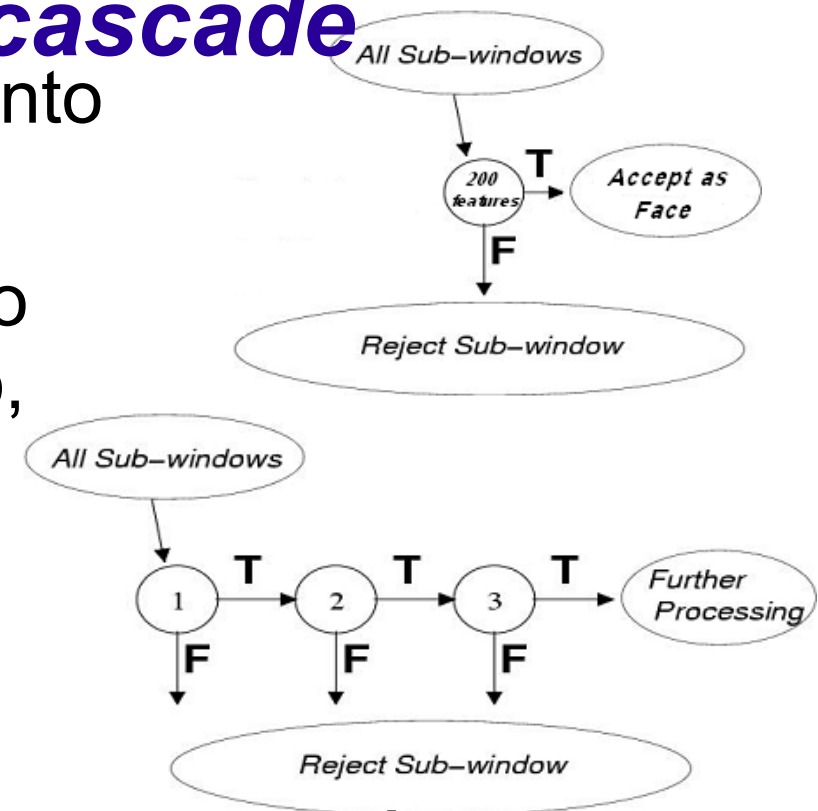 cascade
nto
o
,
All Sub-windows
200
features
T
Accept as
Face
F
Reject Sub-window
All Sub-windows
1
T
2
T
3
T
Further
Processing
F
F
F
Reject Sub-window